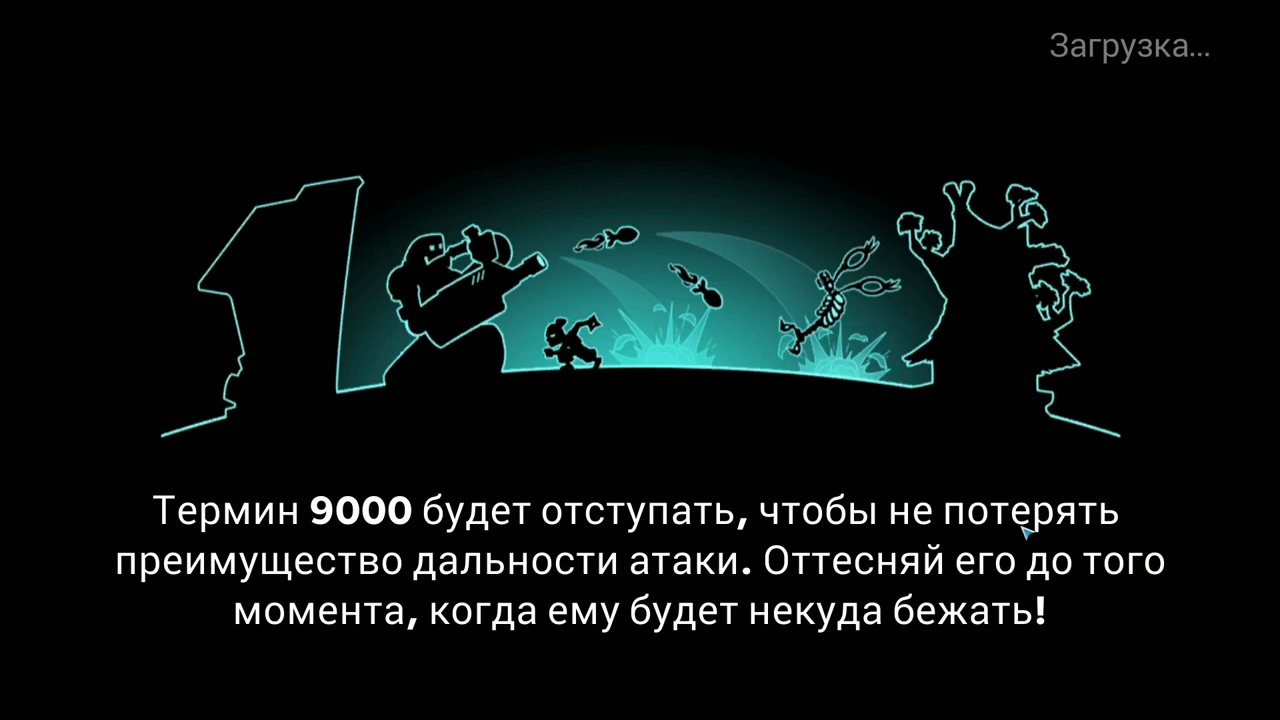 Загрузка...
Термин 9000 будет отступать, чтобы не потерять
преимущество дальности атаки. Оттесняй его до того
момента, когда ему будет некуда бежать!